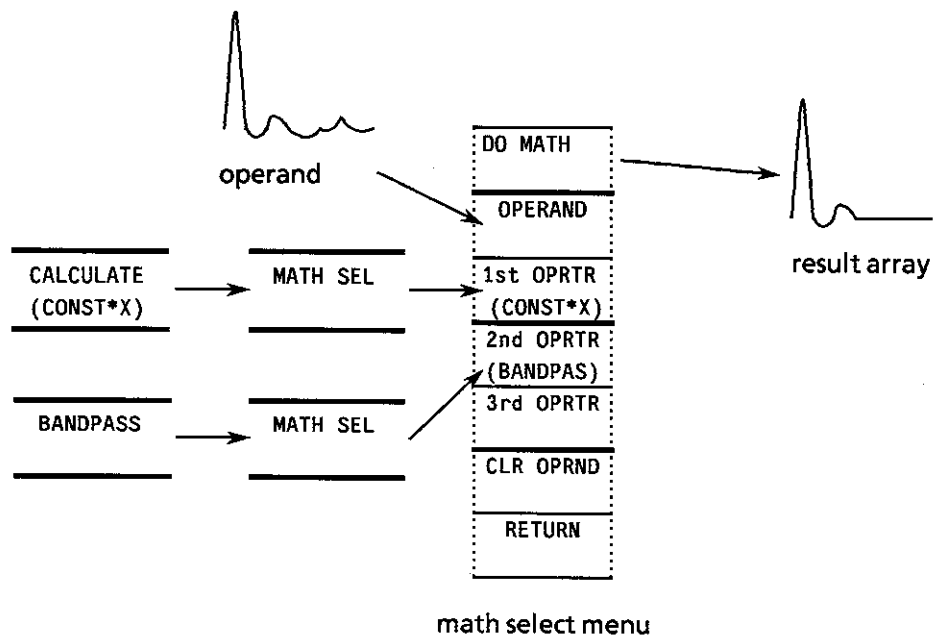 operand
DO MATH
OPERAND
result array
CALCULATE
(CONST*X)
MATH SEL
1st OPRTR
(CONST*X)
2nd OPRTR
(BANDPAS)
BANDPASS
MATH SEL
3rd OPRTR
CLR OPRND
RETURN
math select menu